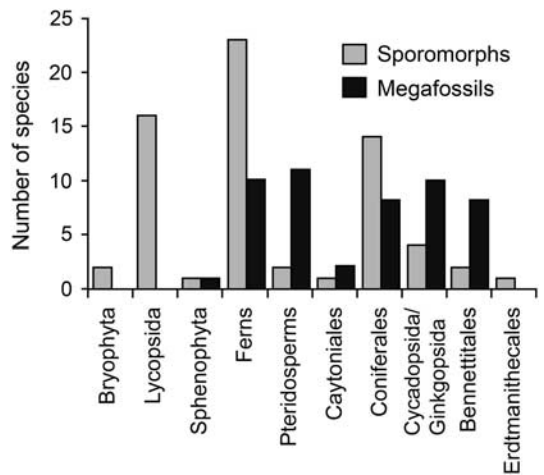 Number of species
25
20
15
10
5
0
Sporomorphs
Megafossils
Bryophyta
Lycopsida
Sphenophyta
Ferns
Pteridosperms
Caytoniales
Coniferales
Cycadopsida/
Ginkgopsida
Bennettitales
Erdtmanithecales